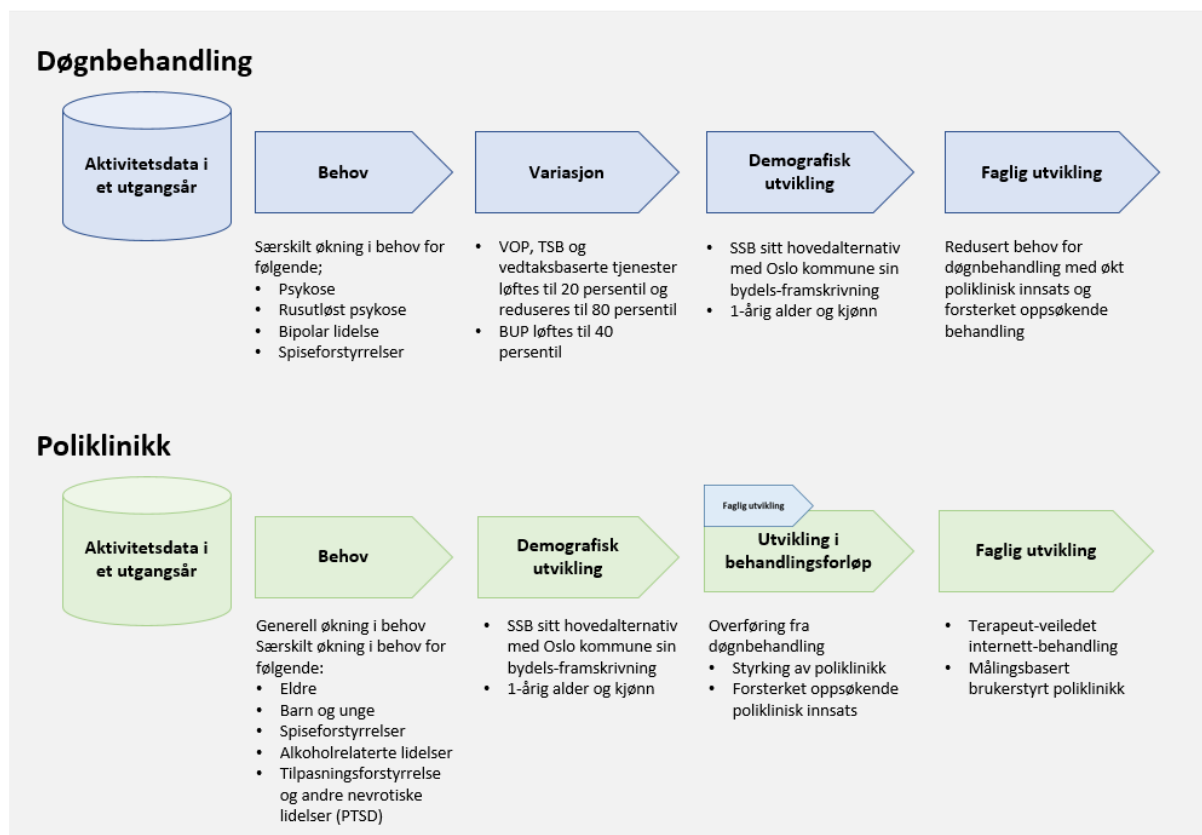 Døgnbehandling
Aktivitetsdata i
et utgangsår
Behov
Særskilt økning i behov for
følgende;
• Psykose
• Rusutløst psykose
• Bipolar lidelse
• Spiseforstyrrelser
Variasjon
• VOP, TSB og
vedtaksbaserte tjenester
løftes til 20 persentil og
reduseres til 80 persentil
• BUP løftes til 40
persentil
Demografisk
utvikling
• SSB sitt hovedalternativ
med Oslo kommune sin
bydels-framskrivning
• 1-årig alder og kjønn
Faglig utvikling
Redusert behov for
døgnbehandling med økt
poliklinisk innsats og
forsterket oppsøkende
behandling
Poliklinikk
Aktivitetsdata i
et utgangsår
Behov
Generell økning i behov
Særskilt økning i behov for
følgende:
• Eldre
• Barn og unge
• Spiseforstyrrelser
• Alkoholrelaterte lidelser
• Tilpasningsforstyrrelse
og andre nevrotiske
lidelser (PTSD)
Demografisk
utvikling
• SSB sitt hovedalternativ
med Oslo kommune sin
bydels-framskrivning
• 1-årig alder og kjønn
Faglig utvikling
Utvikling i
behandlingsforløp
Overføring fra
døgnbehandling
• Styrking av poliklinikk
• Forsterket oppsøkende
poliklinisk innsats
Faglig utvikling
• Terapeut-veiledet
internett-behandling
• Målingsbasert
brukerstyrt poliklinikk